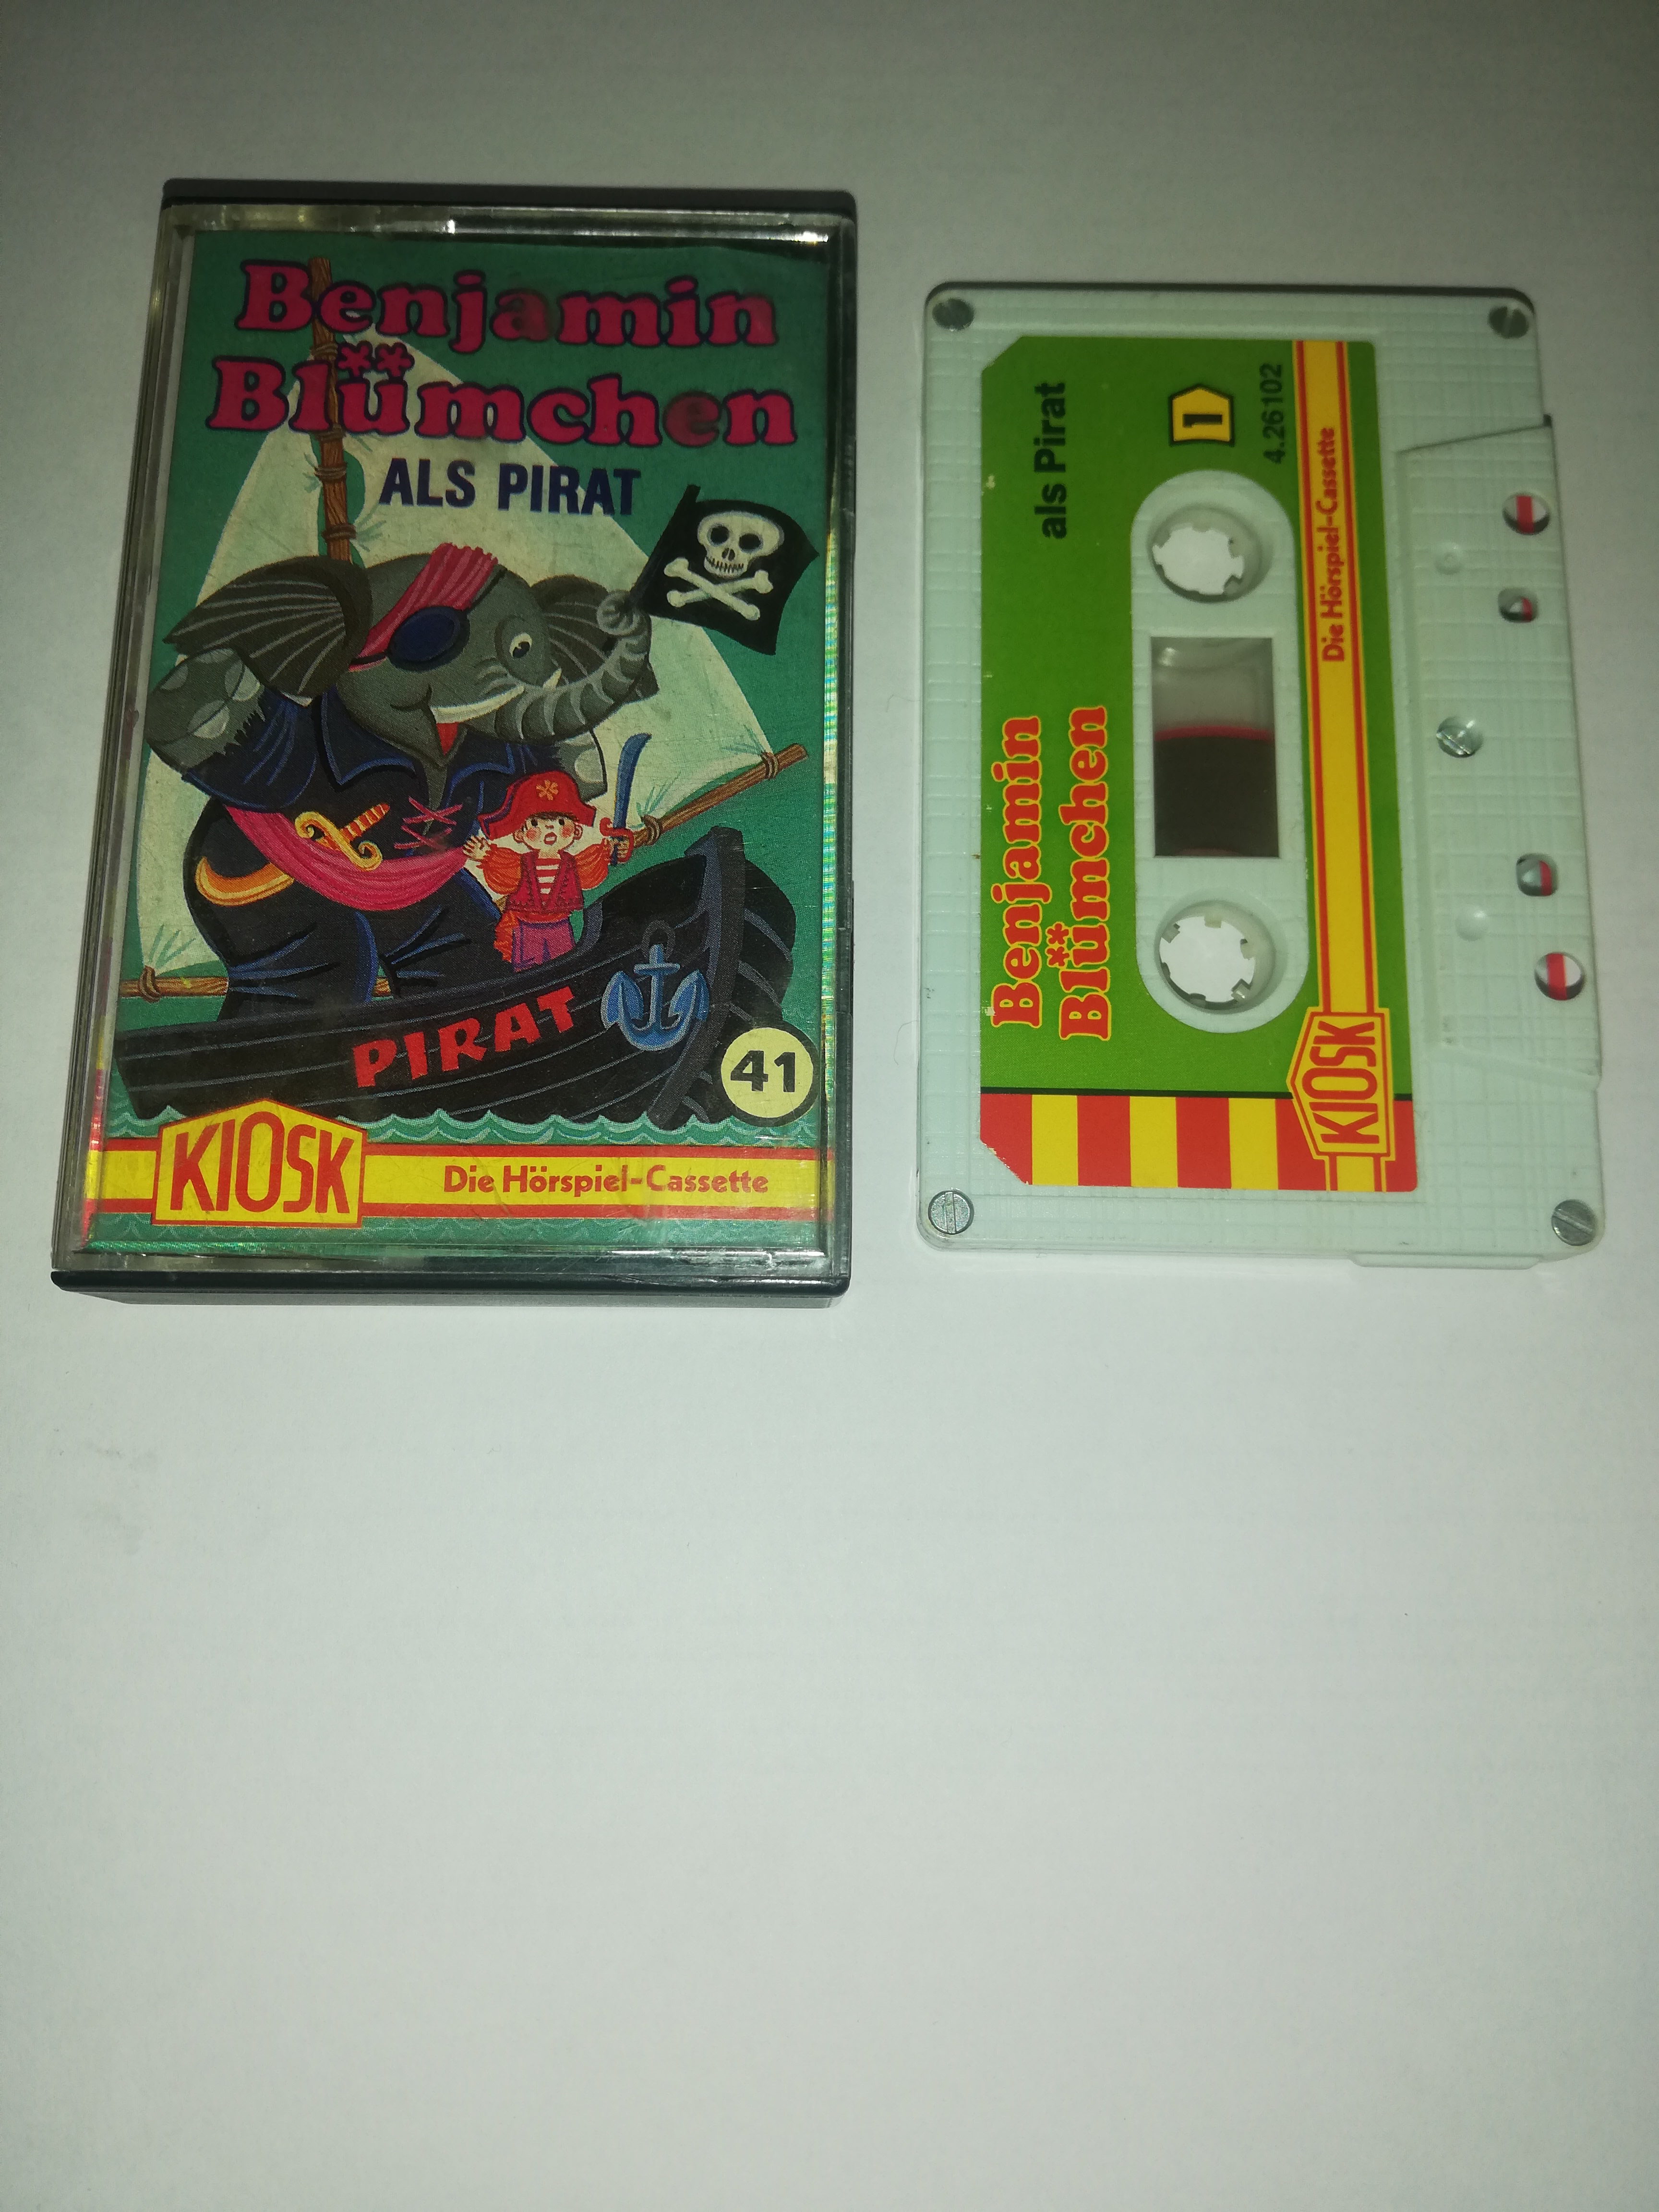 Benjamin
Blümchen
ALS PIRAT
PIRAT
41
KIOSK
Die Hörspiel-Cassette
Benjamin
Blümchen
als Pirat
1
4.26102
KIOSK
Die Hörspiel-Cassette